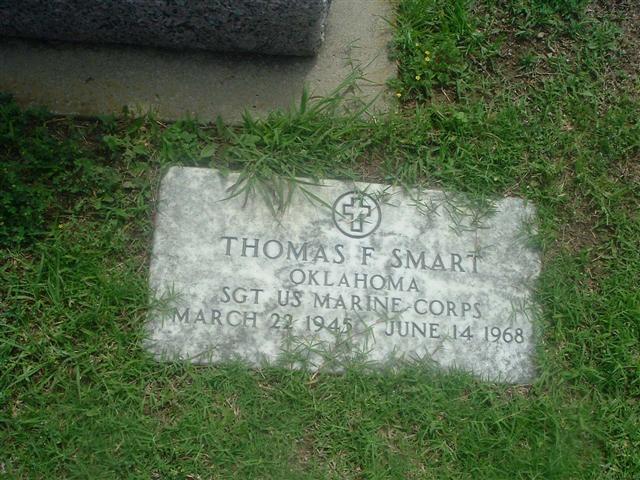 THOMAS F SMART
OKLAHOMA
SGT US MARINE CORPS
MARCH 22 1945 JUNE 14 1968